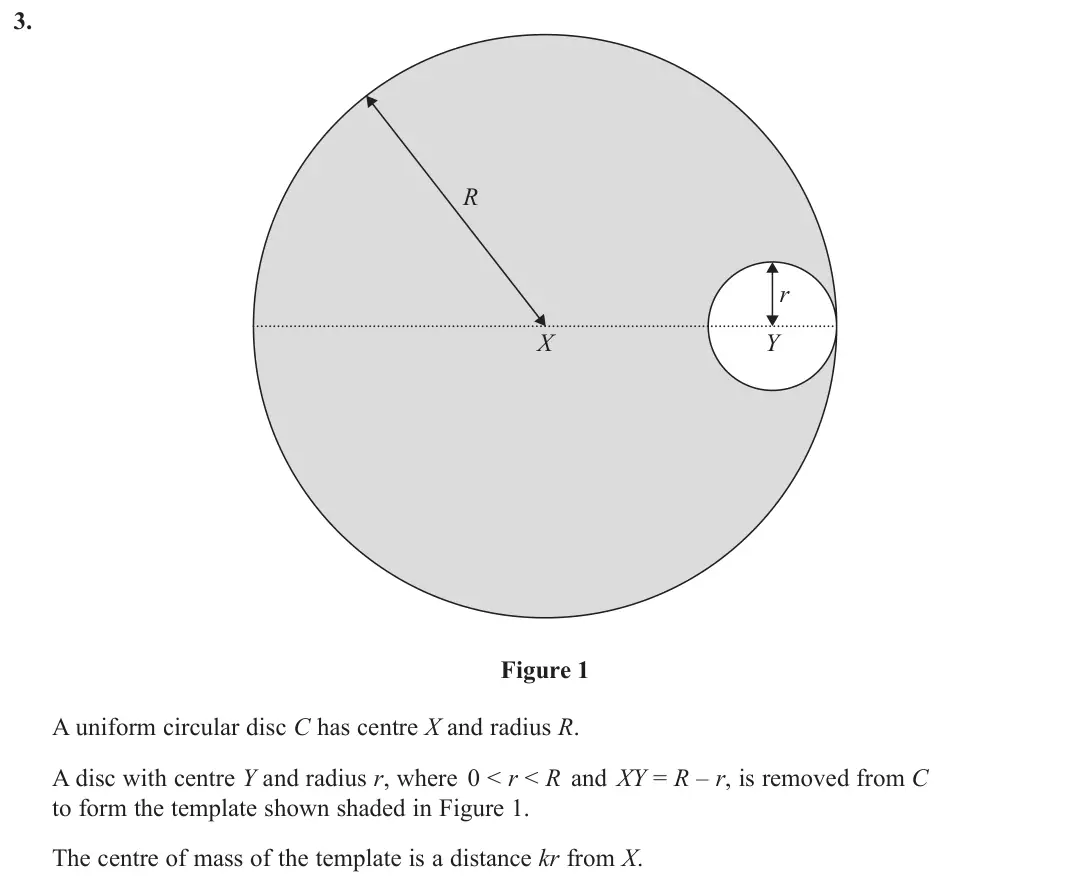 3.
R
r
X
Y
Figure 1
A uniform circular disc C has centre X and radius R.
A disc with centre Y and radius r, where 0 < r < R and XY = R – r, is removed from C
to form the template shown shaded in Figure 1.
The centre of mass of the template is a distance kr from X.